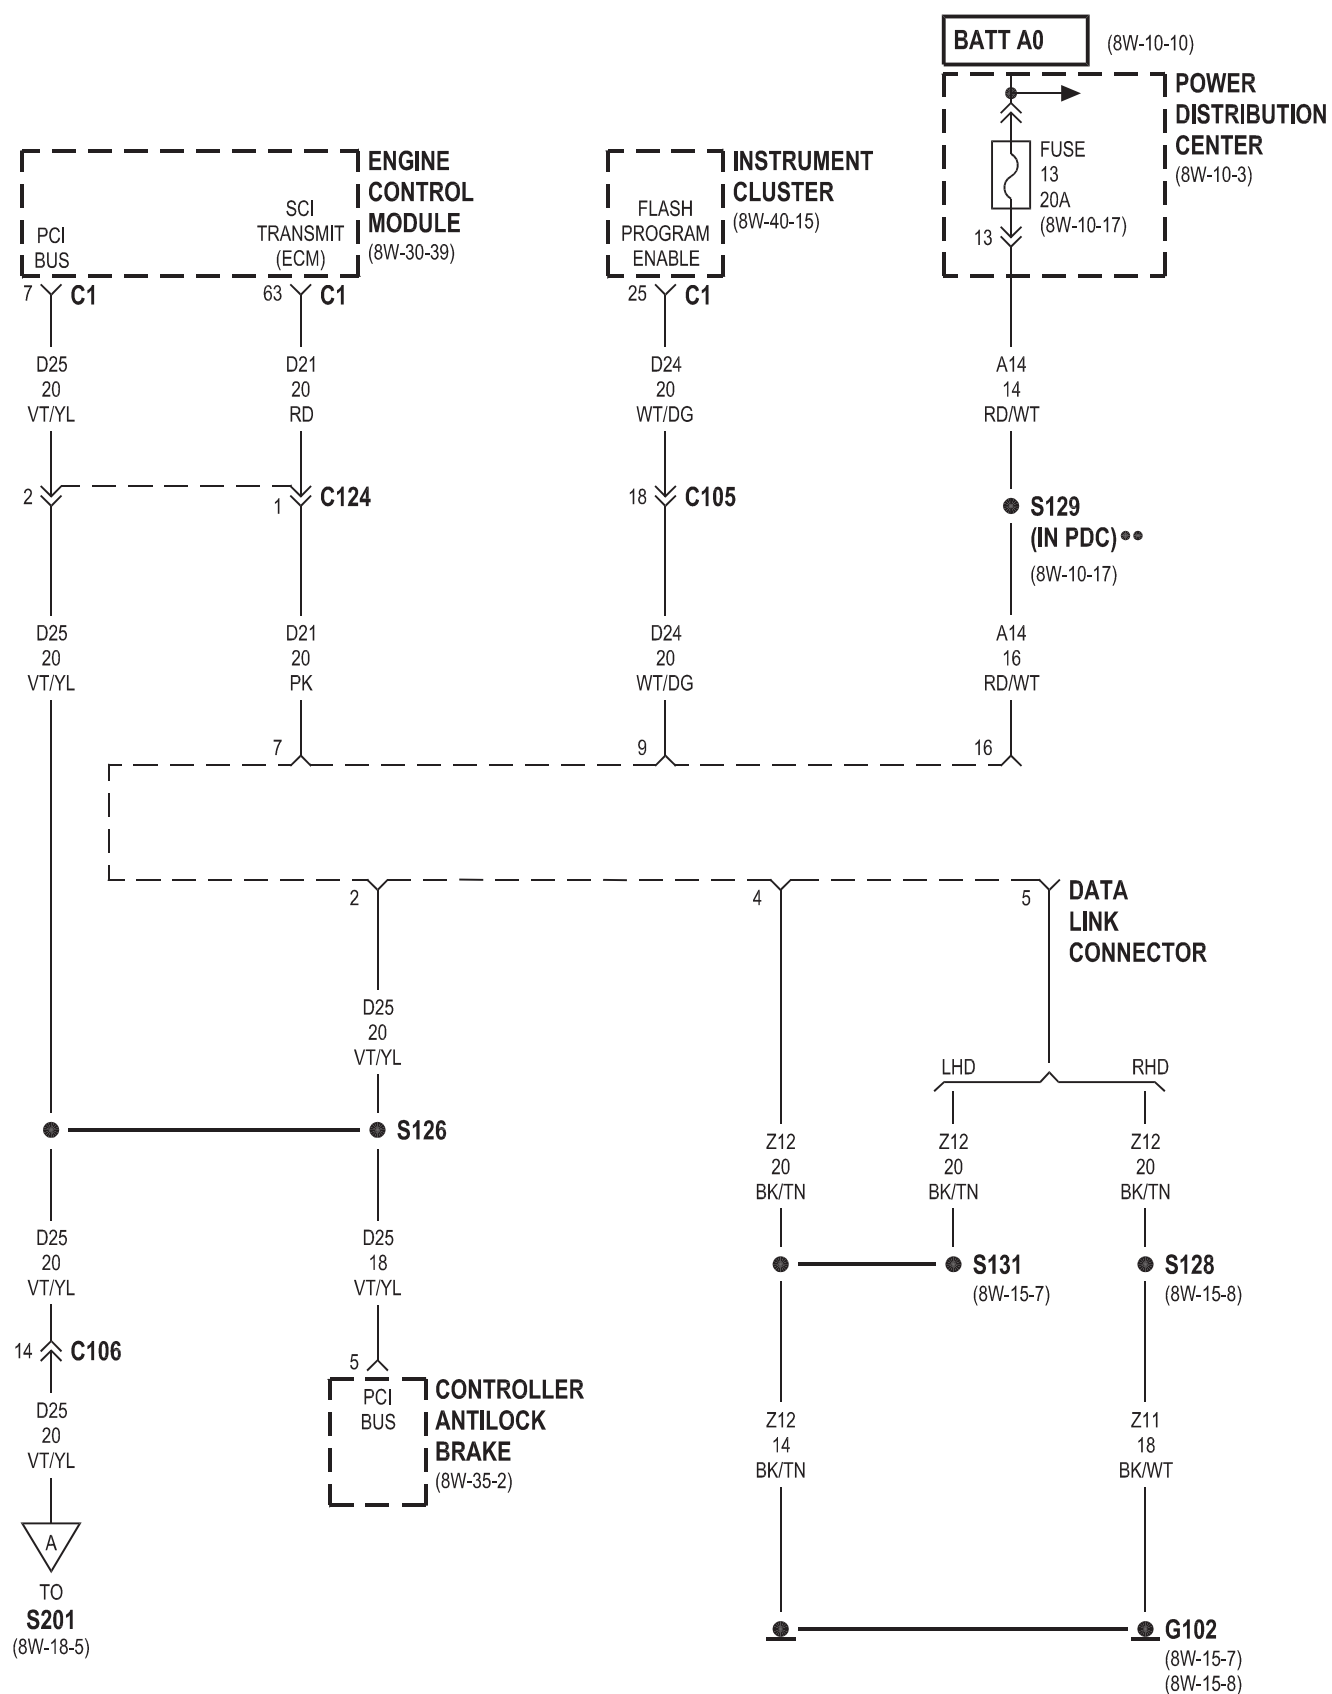 BATT A0
(8W-10-10)
POWER
DISTRIBUTION
CENTER
(8W-10-3)
FUSE
13
20A
(8W-10-17)
13
ENGINE
CONTROL
MODULE
(8W-30-39)
PCI
BUS
SCI
TRANSMIT
(ECM)
INSTRUMENT
CLUSTER
(8W-40-15)
FLASH
PROGRAM
ENABLE
7 C1
63 C1
25 C1
D25
20
VT/YL
D21
20
RD
D24
20
WT/DG
A14
14
RD/WT
2
1
C124
18 C105
S129
(IN PDC)••
(8W-10-17)
D25
20
VT/YL
D21
20
PK
D24
20
WT/DG
A14
16
RD/WT
7
9
16
2
4
5
DATA
LINK
CONNECTOR
D25
20
VT/YL
LHD
RHD
S126
Z12
20
BK/TN
Z12
20
BK/TN
Z12
20
BK/TN
D25
20
VT/YL
D25
18
VT/YL
S131
(8W-15-7)
S128
(8W-15-8)
14 C106
5
PCI
BUS
CONTROLLER
ANTILOCK
BRAKE
(8W-35-2)
D25
20
VT/YL
Z12
14
BK/TN
Z11
18
BK/WT
A
TO
S201
(8W-18-5)
G102
(8W-15-7)
(8W-15-8)